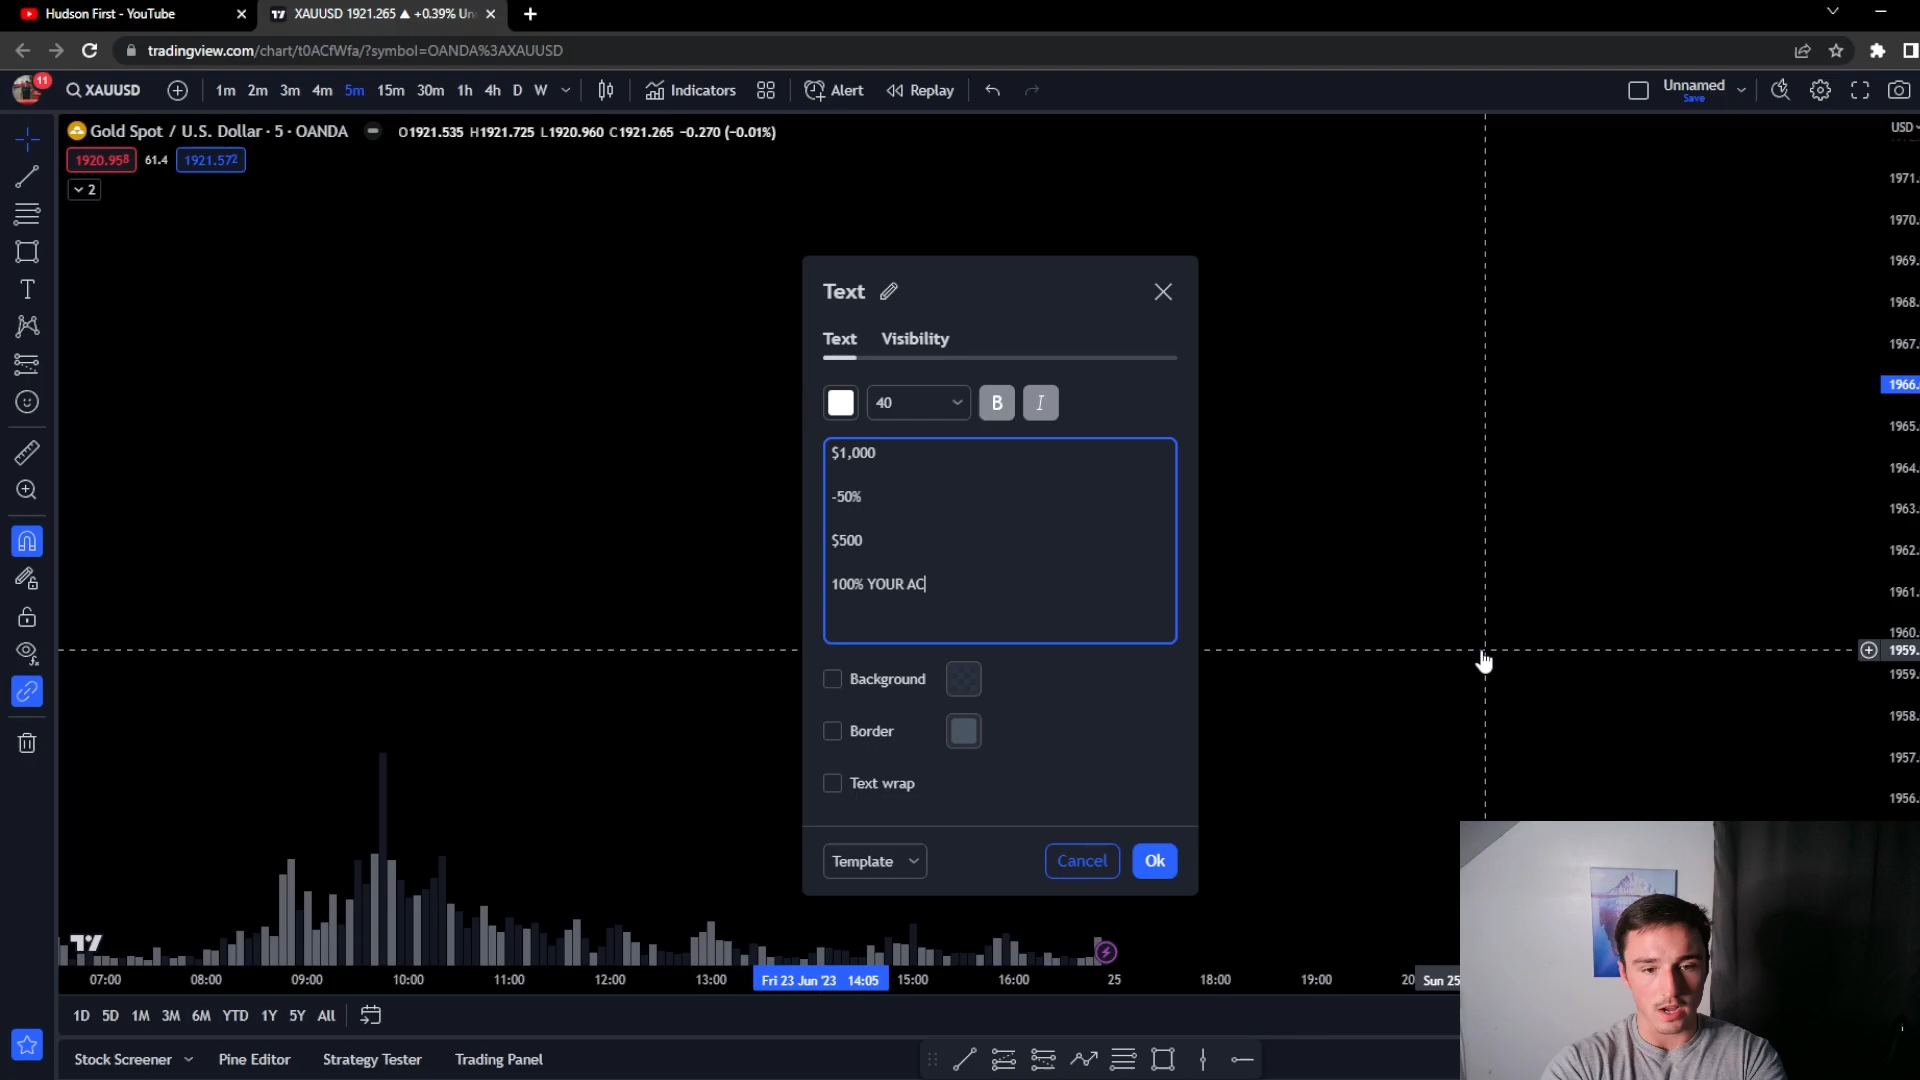 Hudson First - YouTube
XAUUSD 1921.265 ▲ +0.39% Un
tradingview.com/chart/t0ACfWfa/?symbol=OANDA%3AXAUUSD
11
XAUUSD
1m 2m 3m 4m 5m 15m 30m 1h 4h D W
Indicators
Alert
Replay
Unnamed
Save
Gold Spot / U.S. Dollar · 5 · OANDA
O1921.535 H1921.725 L1920.960 C1921.265 −0.270 (−0.01%)
USD
1920.958 61.4 1921.572
2
1971.
1970.
1969.
1968.
1967.
1966.
1965.
1964.
1963.
1962.
1961.
1960.
1959.
1959.
1958.
1957.
1956.
Text
Text Visibility
40 B I
$1,000
-50%
$500
100% YOUR AC
Background
Border
Text wrap
Template Cancel Ok
07:00 08:00 09:00 10:00 11:00 12:00 13:00 Fri 23 Jun '23 14:05 15:00 16:00 25 18:00 19:00 20 Sun 25
1D 5D 1M 3M 6M YTD 1Y 5Y All
Stock Screener Pine Editor Strategy Tester Trading Panel